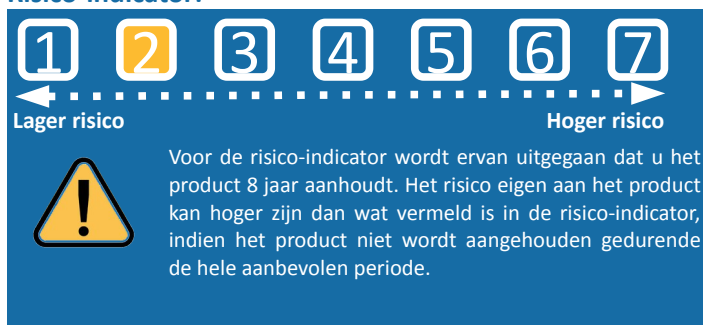 Risico-indicator:
1 2 3 4 5 6 7
Lager risico Hoger risico
Voor de risico-indicator wordt ervan uitgegaan dat u het
product 8 jaar aanhoudt. Het risico eigen aan het product
kan hoger zijn dan wat vermeld is in de risico-indicator,
indien het product niet wordt aangehouden gedurende
de hele aanbevolen periode.